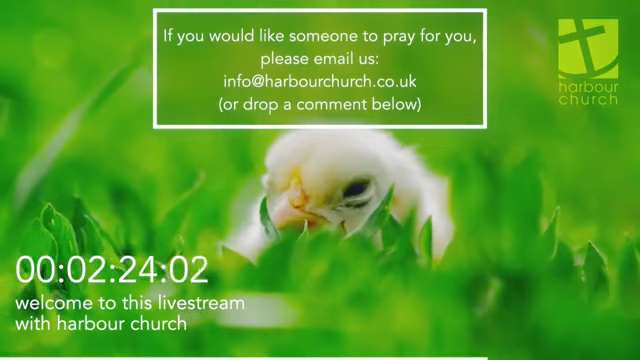 If you would like someone to pray for you,
please email us:
info@harbourchurch.co.uk
(or drop a comment below)
harbour
church
00:02:24:02
welcome to this livestream
with harbour church